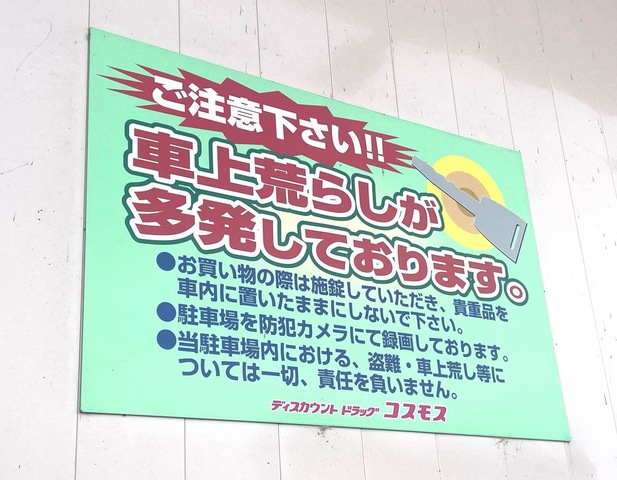 ご注意下さい!!
車上荒らしが
多発しております。
●お買い物の際は施錠していただき、貴重品を
車内に置いたままにしないで下さい。
●駐車場を防犯カメラにて録画しております。
●当駐車場内における、盗難・車上荒し等に
ついては一切、責任を負いません。
ディスカウントドラッグ コスモス